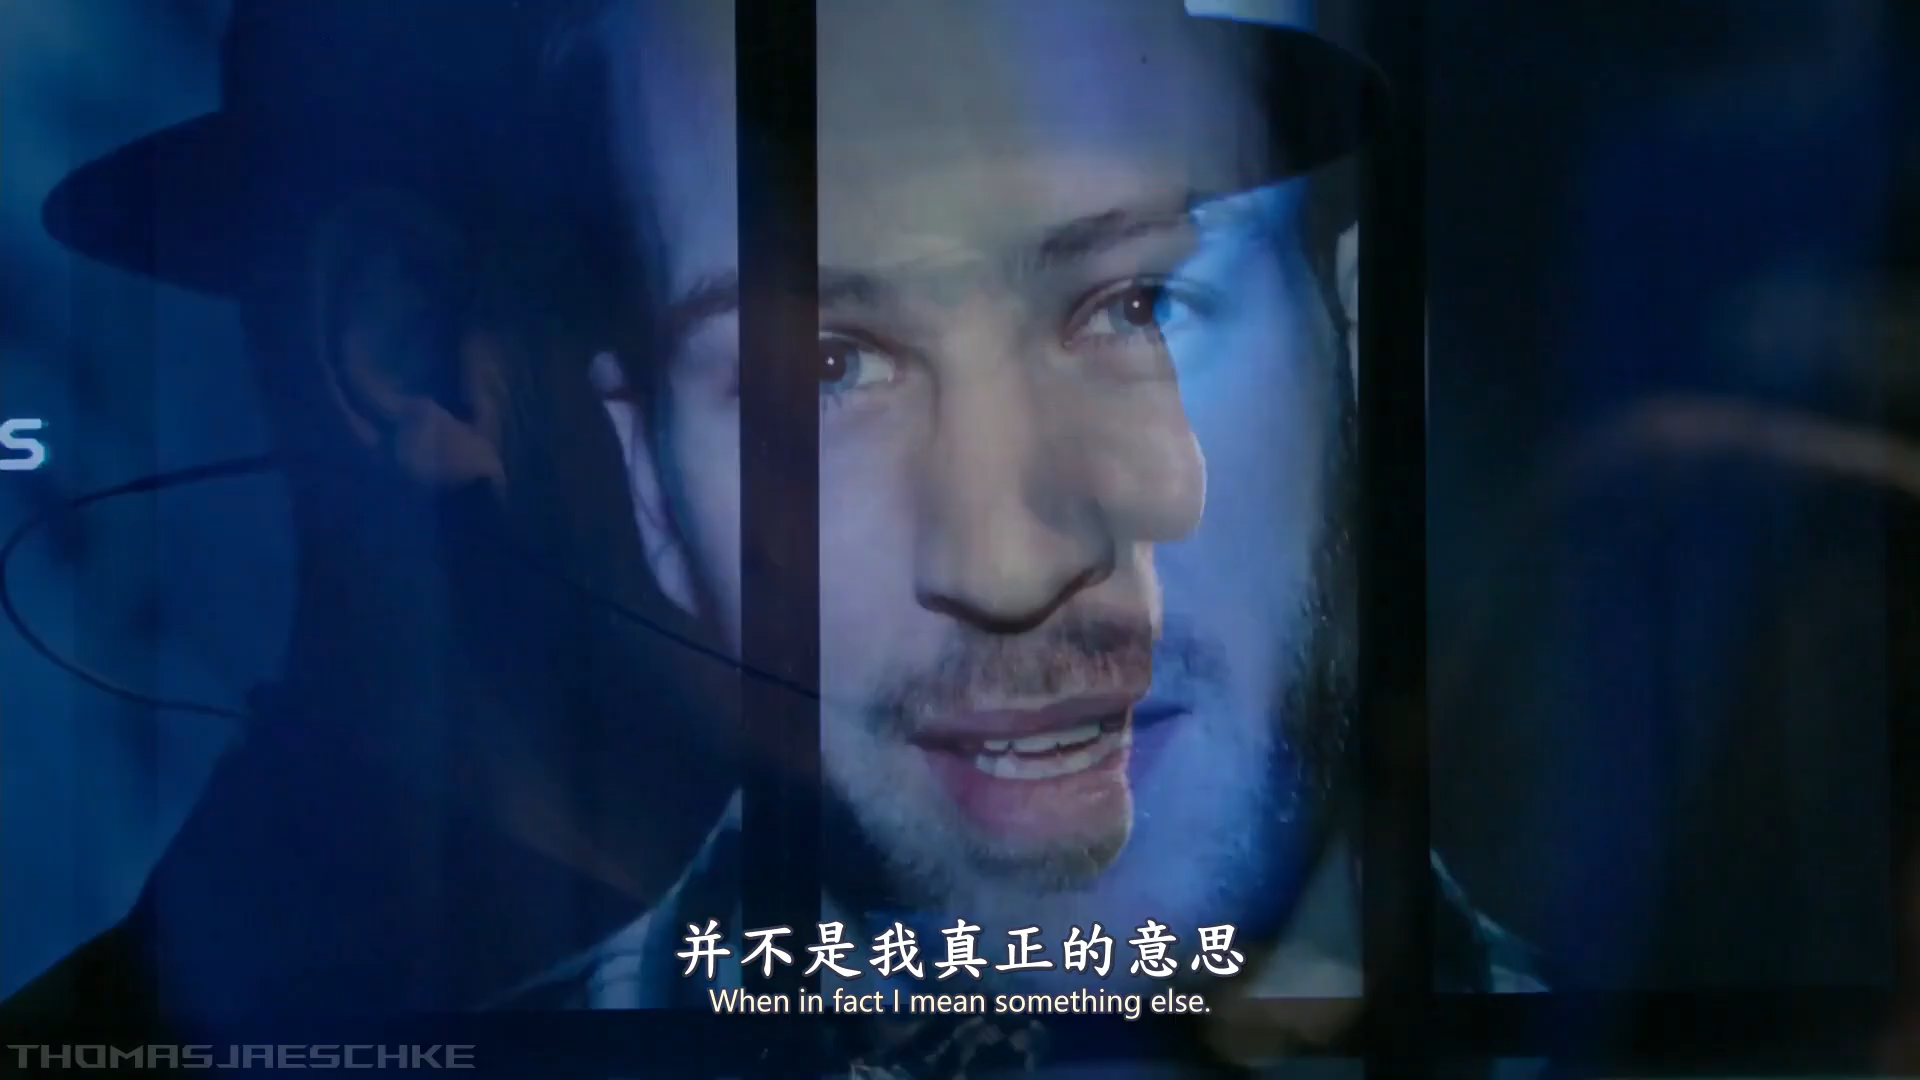 S
并不是我真正的意思
When in fact I mean something else.
THOMASJAESCHKE